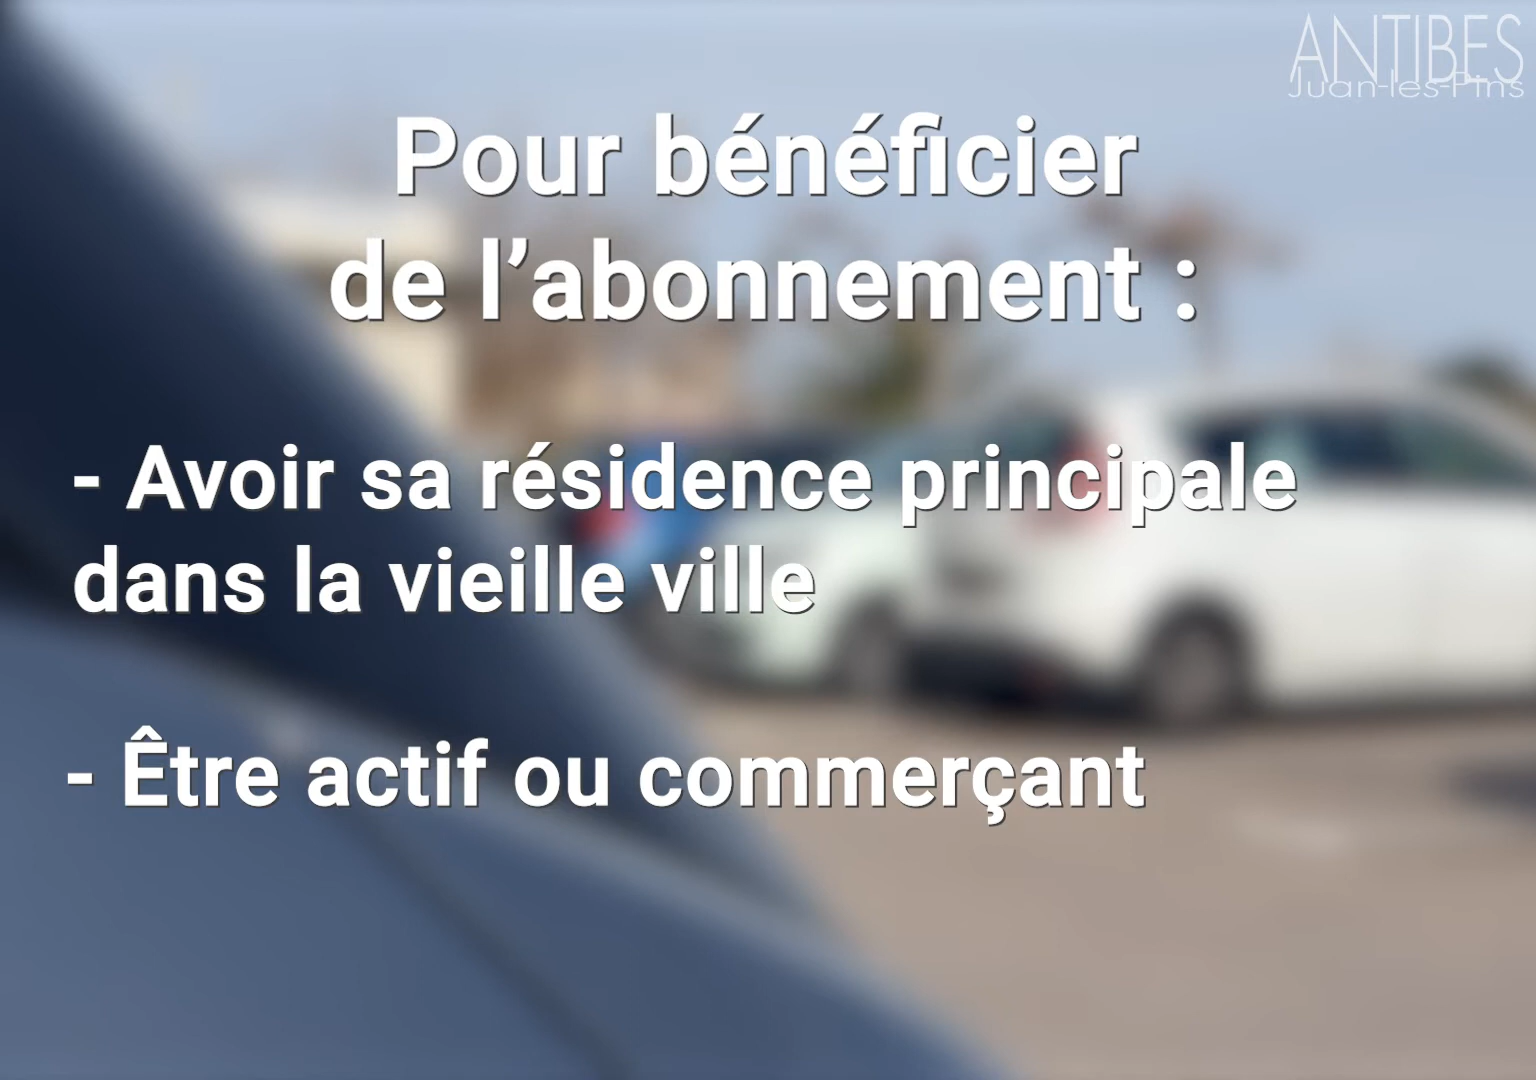 ANTIBES
Juan-les-Pins
Pour bénéficier
de l’abonnement :
- Avoir sa résidence principale
dans la vieille ville
- Être actif ou commerçant